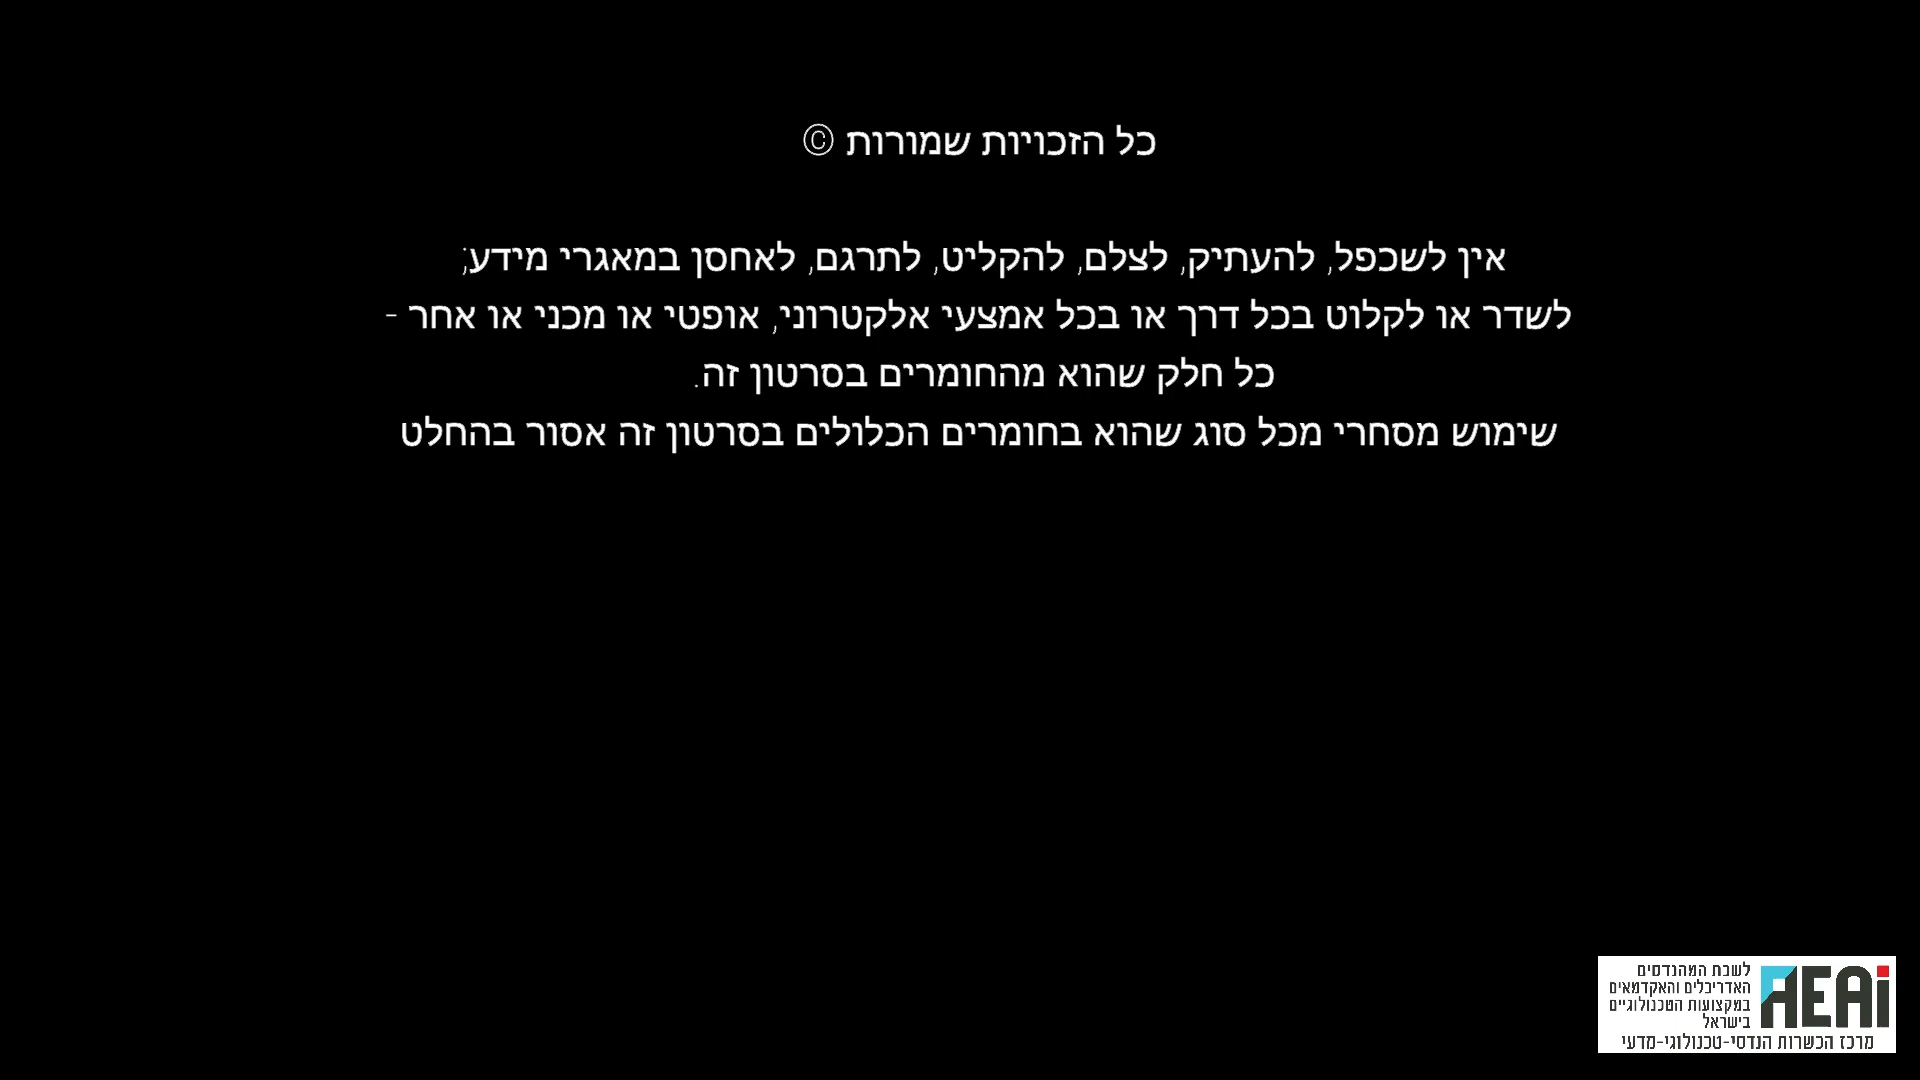 כל הזכויות שמורות ©
אין לשכפל, להעתיק, לצלם, להקליט, לתרגם, לאחסן במאגרי מידע;
לשדר או לקלוט בכל דרך או בכל אמצעי אלקטרוני, אופטי או מכני או אחר -
כל חלק שהוא מהחומרים בסרטון זה.
שימוש מסחרי מכל סוג שהוא בחומרים הכלולים בסרטון זה אסור בהחלט
AEAi
לשכת המהנדסים
האדריכלים והאקדמאים
במקצועות הטכנולוגיים
בישראל
מרכז הכשרות הנדסי-טכנולוגי-מדעי